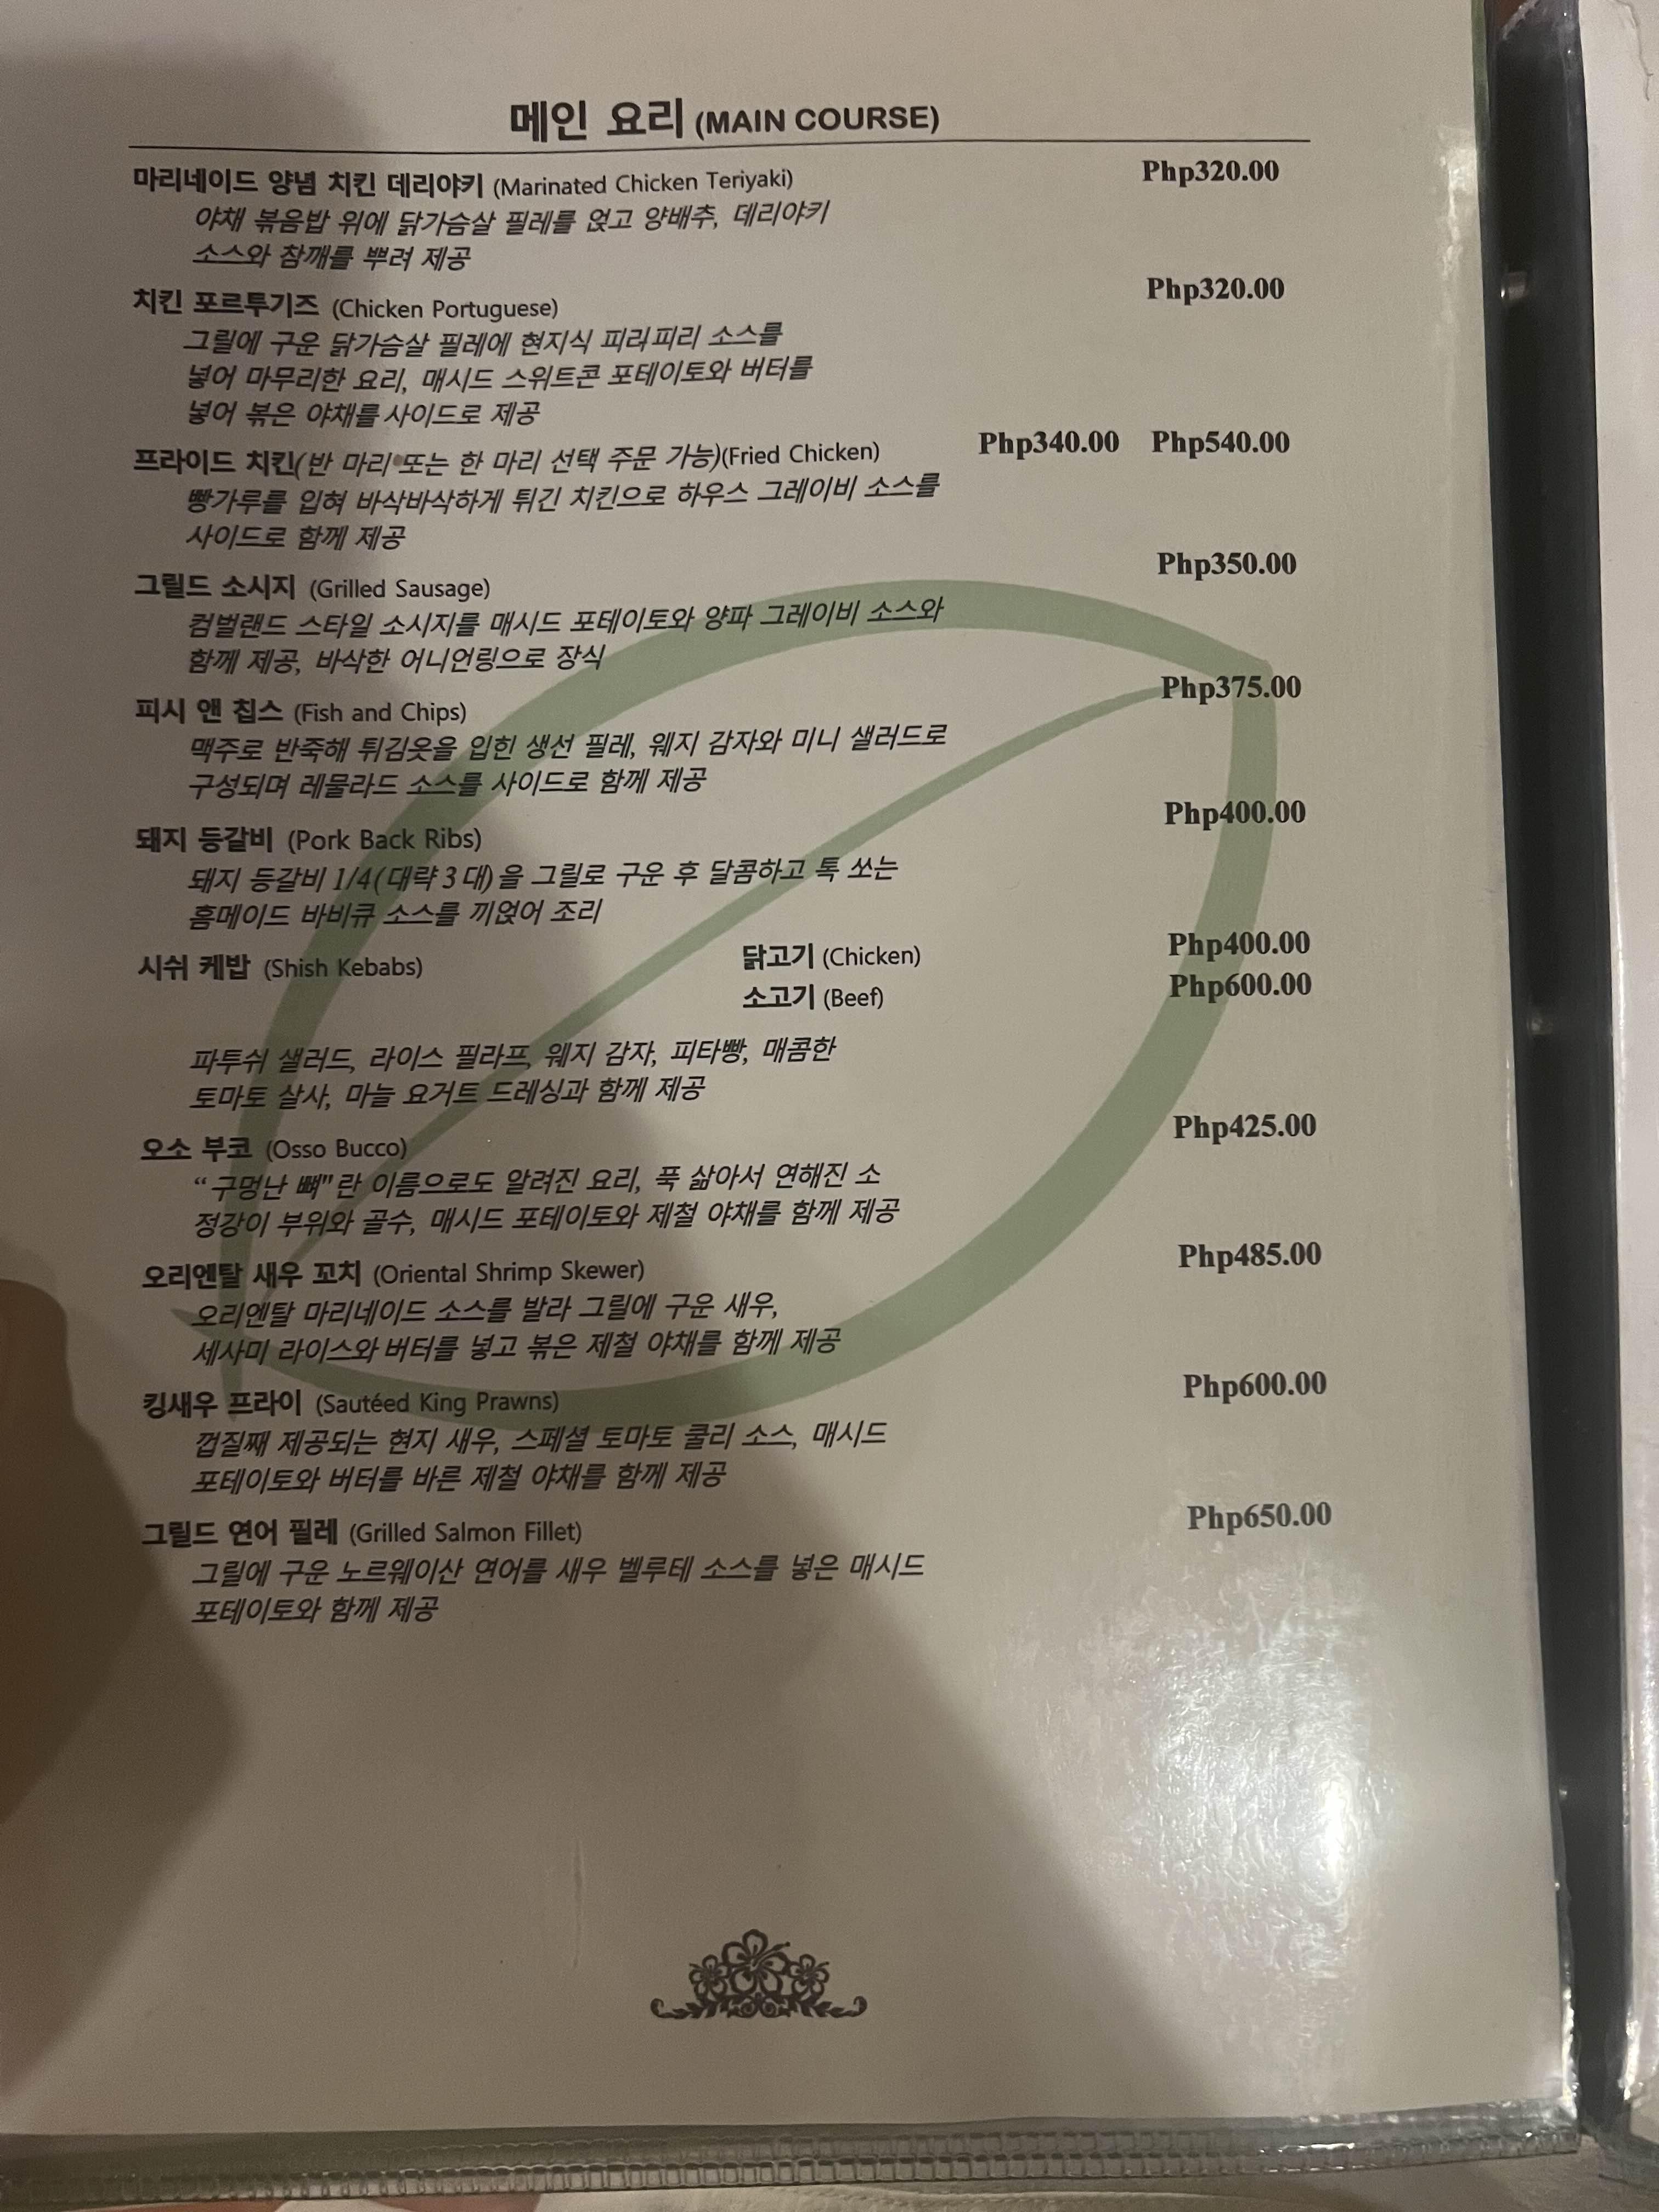 메인 요리 (MAIN COURSE)
마리네이드 양념 치킨 데리야키 (Marinated Chicken Teriyaki) Php320.00
야채 볶음밥 위에 닭가슴살 필레를 얹고 양배추, 데리야키
소스와 참깨를 뿌려 제공
치킨 포르투기즈 (Chicken Portuguese) Php320.00
그릴에 구운 닭가슴살 필레에 현지식 피리피리 소스를
넣어 마무리한 요리, 매시드 스위트콘 포테이토와 버터를
넣어 볶은 야채를 사이드로 제공
프라이드 치킨(반 마리 또는 한 마리 선택 주문 가능)(Fried Chicken) Php340.00 Php540.00
빵가루를 입혀 바삭바삭하게 튀긴 치킨으로 하우스 그레이비 소스를
사이드로 함께 제공
그릴드 소시지 (Grilled Sausage) Php350.00
컴벌랜드 스타일 소시지를 매시드 포테이토와 양파 그레이비 소스와
함께 제공, 바삭한 어니언링으로 장식
피시 앤 칩스 (Fish and Chips) Php375.00
맥주로 반죽해 튀김옷을 입힌 생선 필레, 웨지 감자와 미니 샐러드로
구성되며 레물라드 소스를 사이드로 함께 제공
돼지 등갈비 (Pork Back Ribs) Php400.00
돼지 등갈비 1/4(대략 3대)을 그릴로 구운 후 달콤하고 톡 쏘는
홈메이드 바비큐 소스를 끼얹어 조리
시쉬 케밥 (Shish Kebabs) 닭고기 (Chicken) Php400.00
소고기 (Beef) Php600.00
파투쉬 샐러드, 라이스 필라프, 웨지 감자, 피타빵, 매콤한
토마토 살사, 마늘 요거트 드레싱과 함께 제공
오소 부코 (Osso Bucco) Php425.00
“구멍난 뼈"란 이름으로도 알려진 요리, 푹 삶아서 연해진 소
정강이 부위와 골수, 매시드 포테이토와 제철 야채를 함께 제공
오리엔탈 새우 꼬치 (Oriental Shrimp Skewer) Php485.00
오리엔탈 마리네이드 소스를 발라 그릴에 구운 새우,
세사미 라이스와 버터를 넣고 볶은 제철 야채를 함께 제공
킹새우 프라이 (Sautéed King Prawns) Php600.00
껍질째 제공되는 현지 새우, 스페셜 토마토 쿨리 소스, 매시드
포테이토와 버터를 바른 제철 야채를 함께 제공
그릴드 연어 필레 (Grilled Salmon Fillet) Php650.00
그릴에 구운 노르웨이산 연어를 새우 벨루테 소스를 넣은 매시드
포테이토와 함께 제공